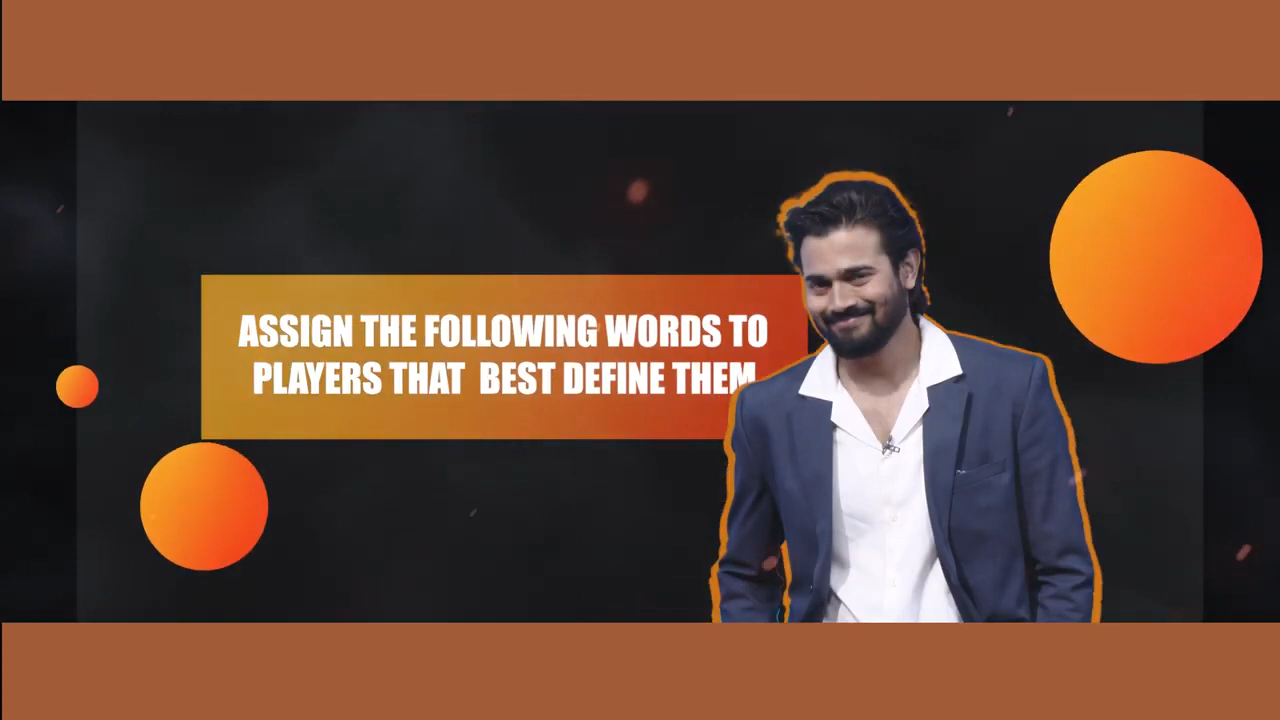 ASSIGN THE FOLLOWING WORDS TO
PLAYERS THAT BEST DEFINE THEM